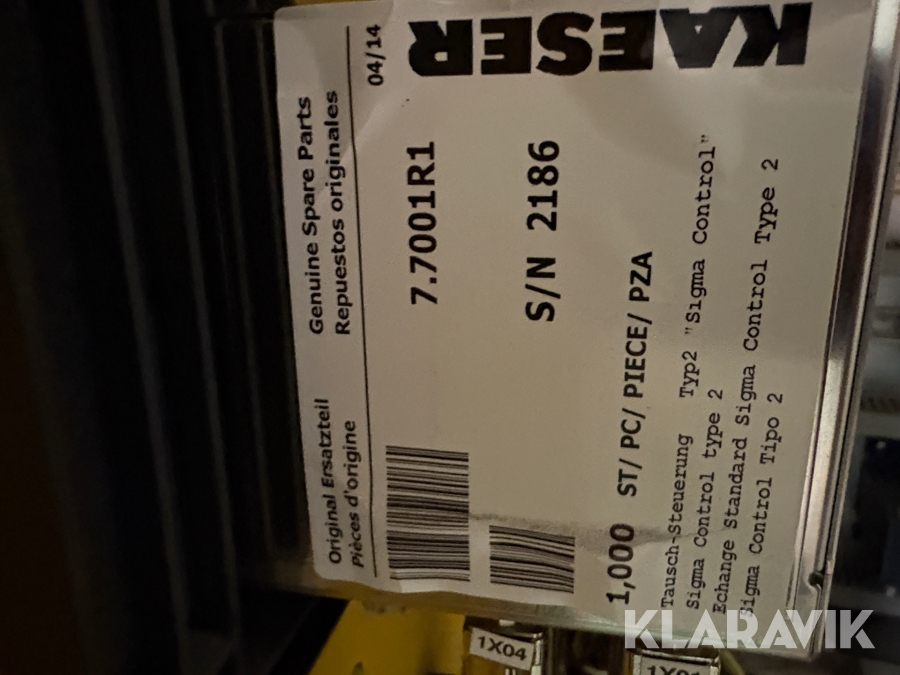 Original Ersatzteil Genuine Spare Parts
Pièces d'origine Repuestos originales
04/14
KAESER
7.7001R1
S/N 2186
1,000 ST/ PC/ PIECE/ PZA
Tausch-Steuerung Typ2 "Sigma Control"
Sigma Control type 2
Echange Standard Sigma Control Type 2
Sigma Control Tipo 2
1X04
KLARAVIK